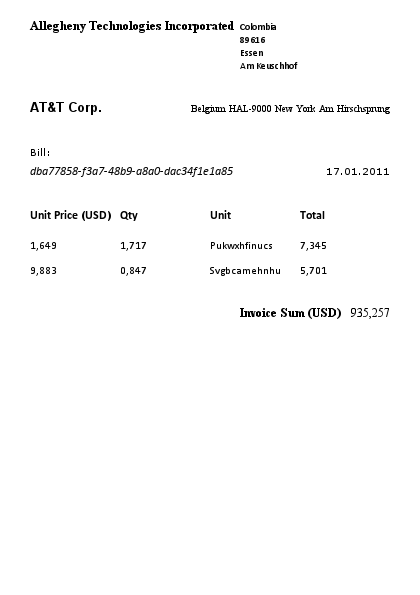 Allegheny Technologies Incorporated Colombia
89616
Essen
Am Keuschhof
AT&T Corp. Belgium HAL-9000 New York Am Hirschsprung
Bill:
dba77858-f3a7-48b9-a8a0-dac34f1e1a85 17.01.2011
Unit Price (USD) Qty Unit Total
1,649 1,717 Pukwxhfinucs 7,345
9,883 0,847 Svgbcamehnhu 5,701
Invoice Sum (USD) 935,257